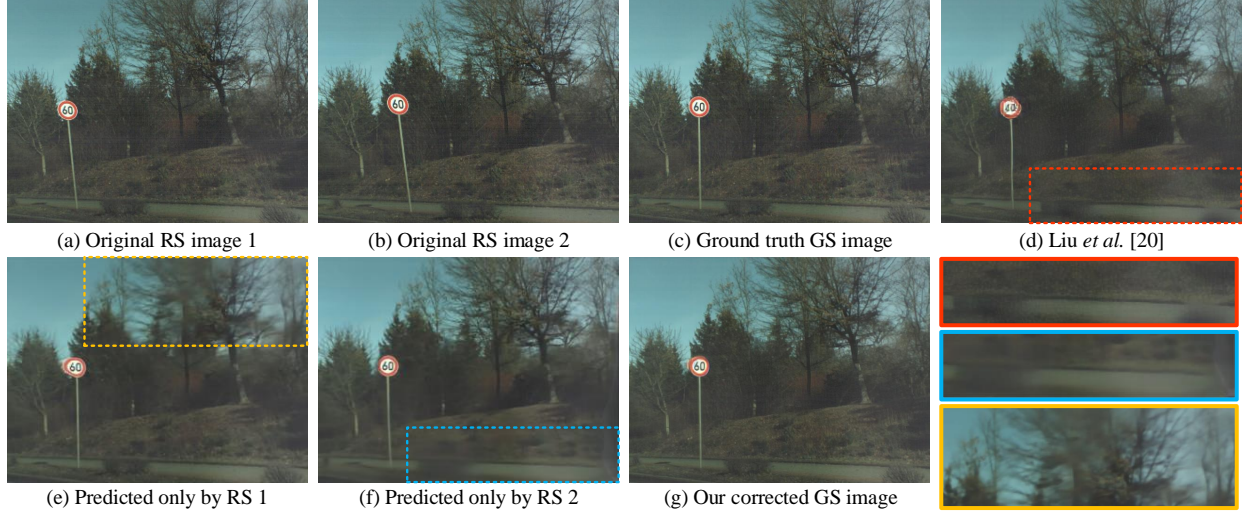 60
60
60
(a) Original RS image 1
(b) Original RS image 2
(c) Ground truth GS image
(d) Liu et al. [20]
60
60
60
(e) Predicted only by RS 1
(f) Predicted only by RS 2
(g) Our corrected GS image